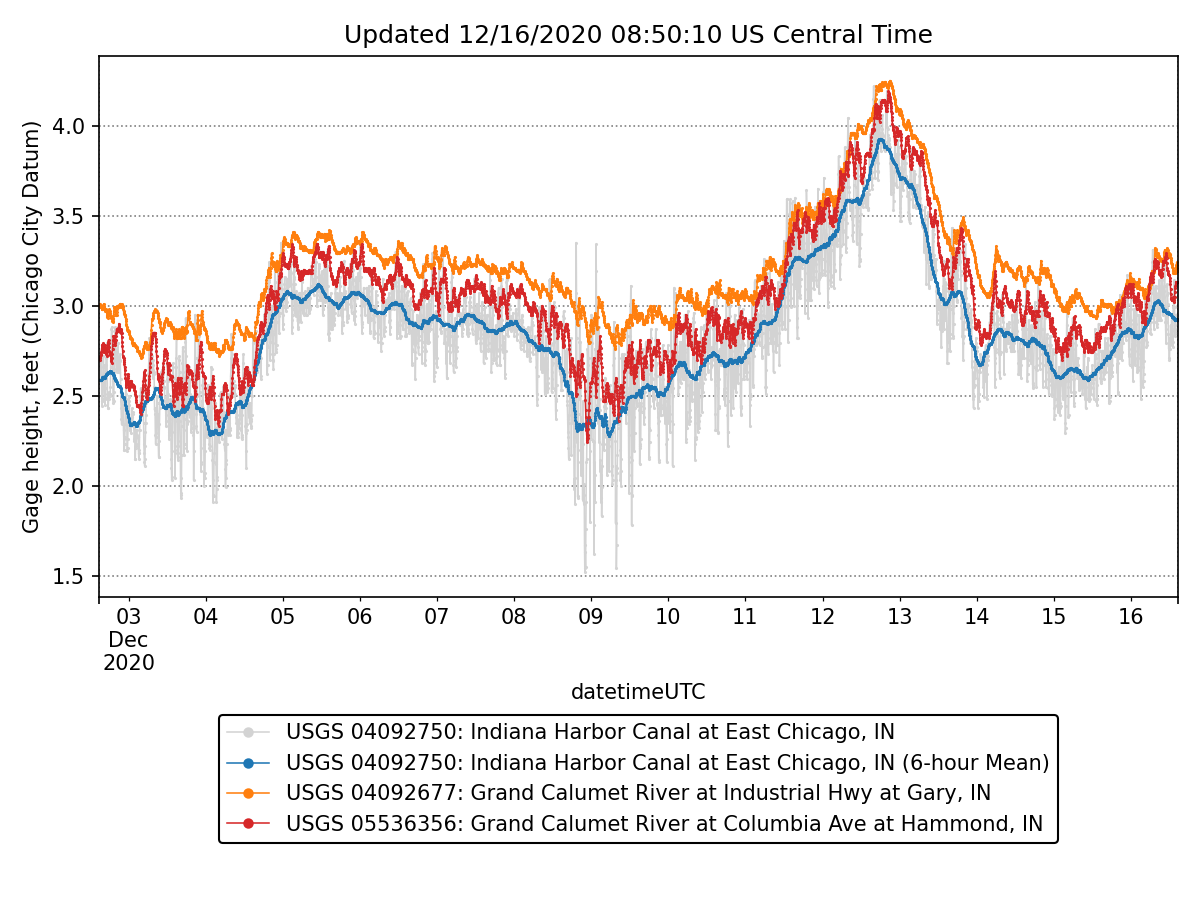 Updated 12/16/2020 08:50:10 US Central Time
Gage height, feet (Chicago City Datum)
4.0
3.5
3.0
2.5
2.0
1.5
03 04 05 06 07 08 09 10 11 12 13 14 15 16
Dec
2020
datetimeUTC
USGS 04092750: Indiana Harbor Canal at East Chicago, IN
USGS 04092750: Indiana Harbor Canal at East Chicago, IN (6-hour Mean)
USGS 04092677: Grand Calumet River at Industrial Hwy at Gary, IN
USGS 05536356: Grand Calumet River at Columbia Ave at Hammond, IN